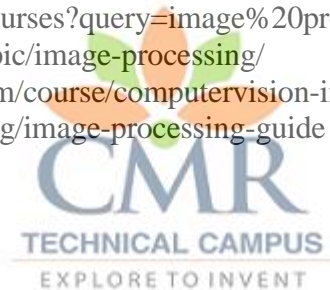 urses?query=image%20pr
pic/image-processing/
m/course/computervision-i
g/image-processing-guide
CMR
TECHNICAL CAMPUS
EXPLORE TO INVENT